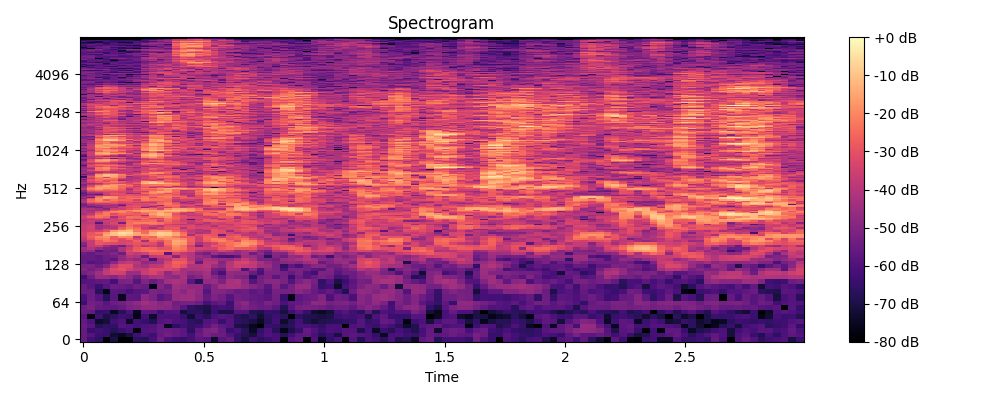 Spectrogram
Hz
4096
2048
1024
512
256
128
64
0
0
0.5
1
1.5
2
2.5
Time
+0 dB
-10 dB
-20 dB
-30 dB
-40 dB
-50 dB
-60 dB
-70 dB
-80 dB